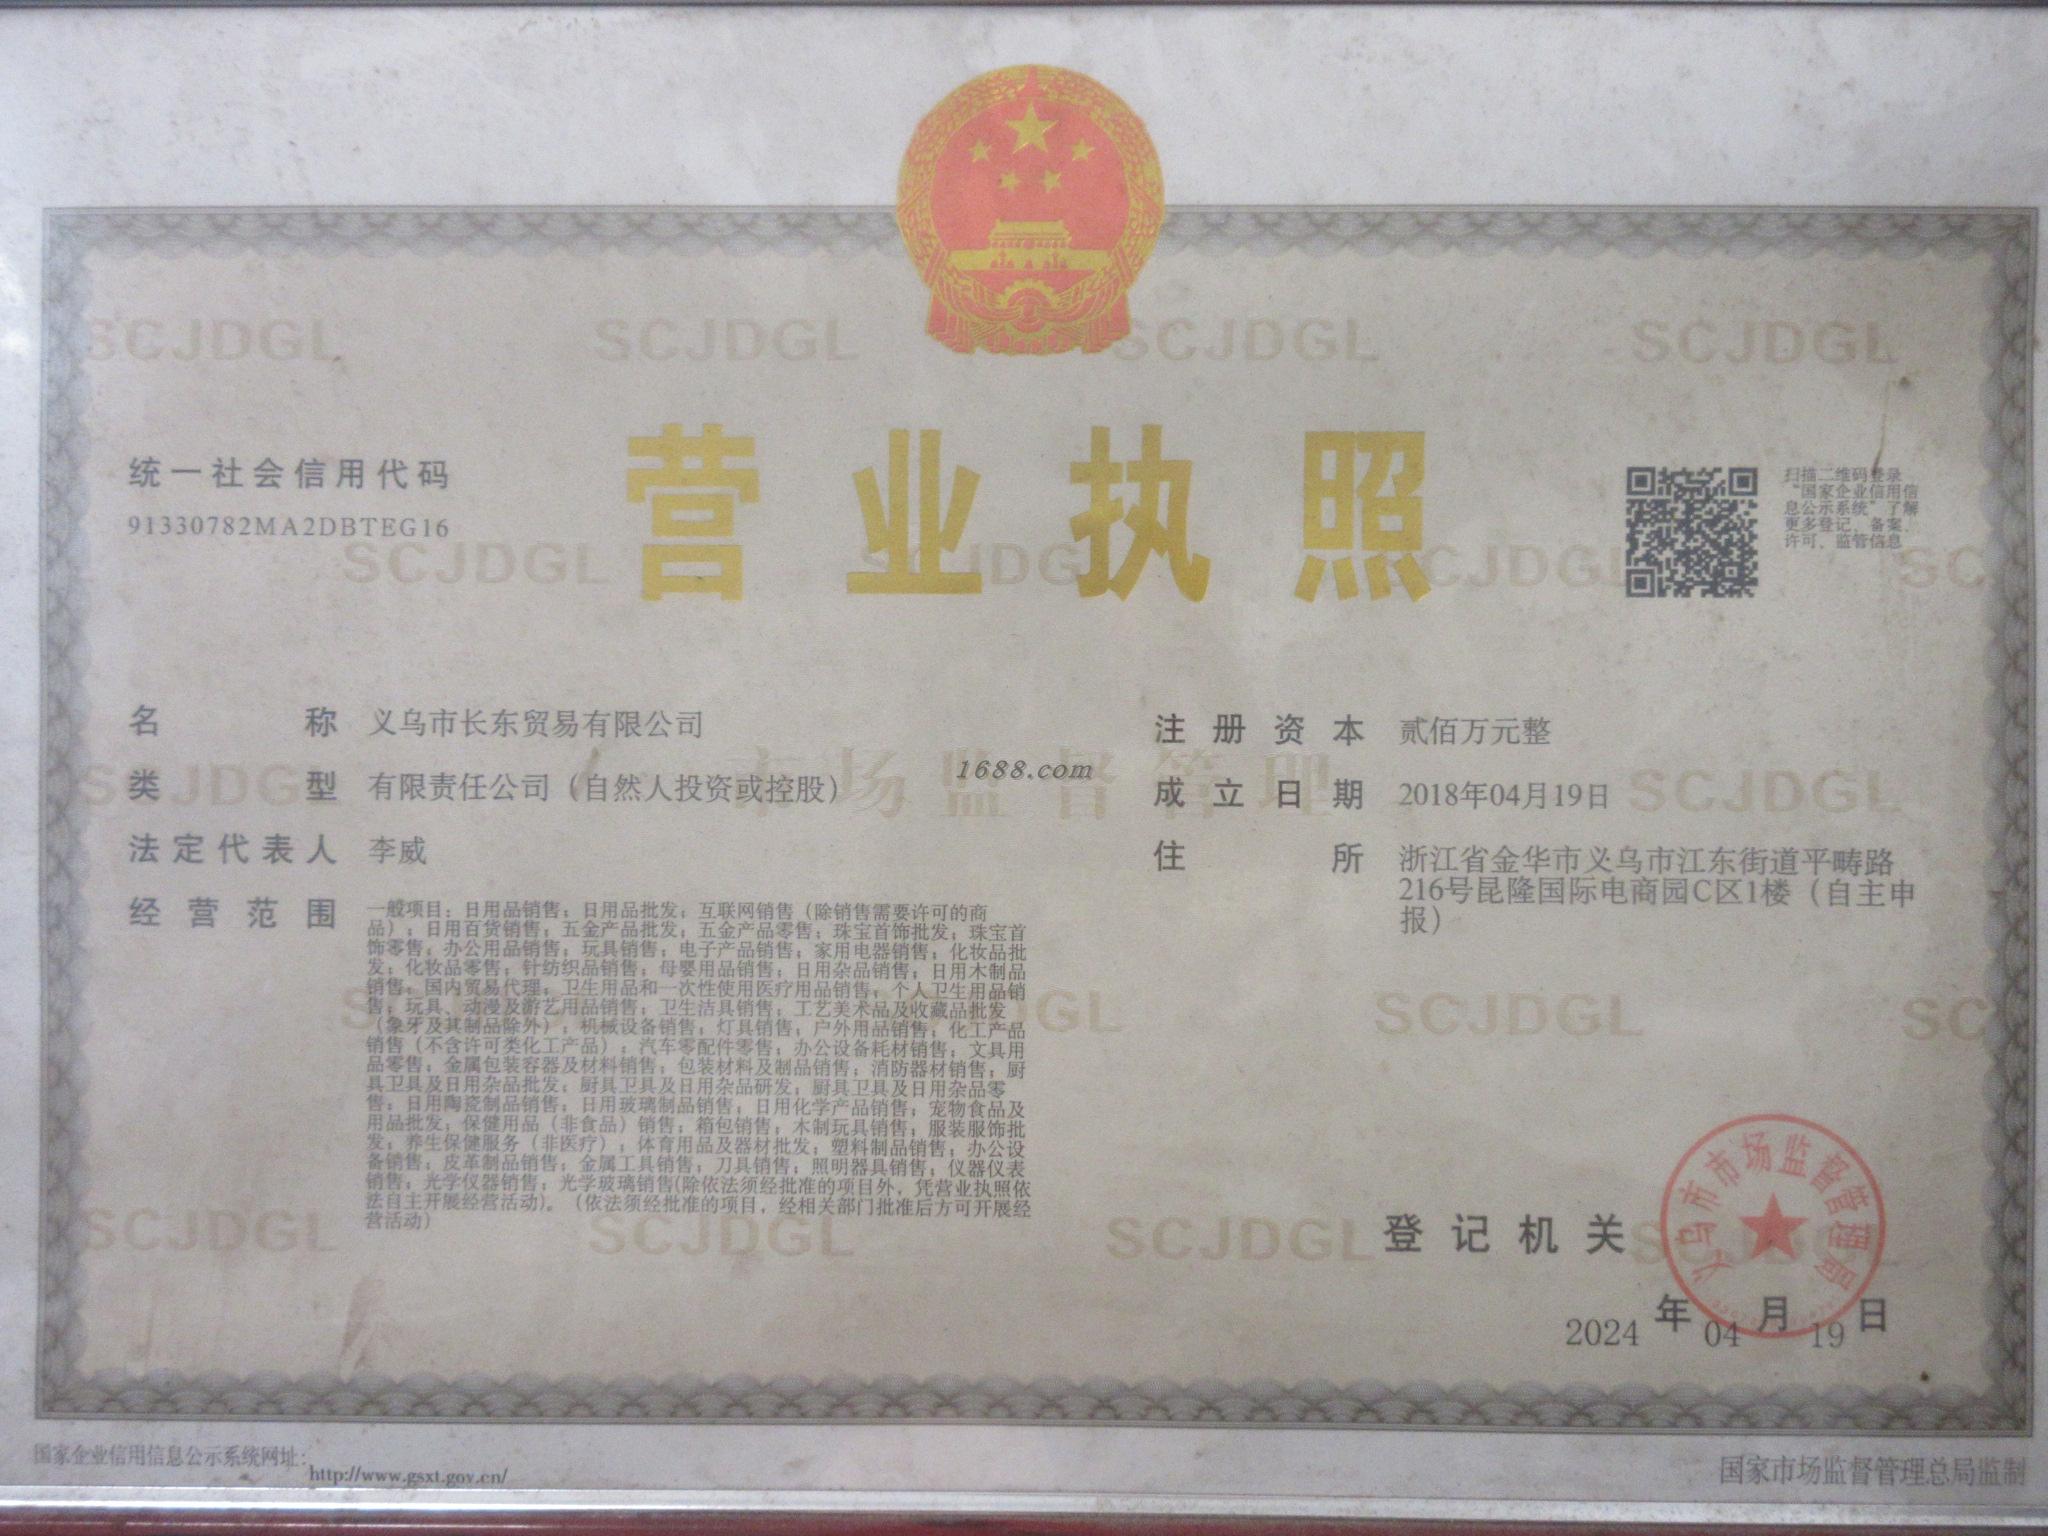 营业执照
统一社会信用代码
91330782MA2DBTEG16
扫描二维码登录
“国家企业信用信
息公示系统”了解
更多登记、备案、
许可、监管信息
名称 义乌市长东贸易有限公司
类型 有限责任公司（自然人投资或控股）
法定代表人 李威
经营范围 一般项目：日用品销售；日用品批发；互联网销售（除销售需要许可的商
品）；日用百货销售；五金产品批发；五金产品零售；珠宝首饰批发；珠宝首
饰零售；办公用品销售；玩具销售；电子产品销售；家用电器销售；化妆品批
发；化妆品零售；针纺织品销售；母婴用品销售；日用杂品销售；日用木制品
销售；国内贸易代理；卫生用品和一次性使用医疗用品销售；个人卫生用品销
售；玩具、动漫及游艺用品销售；卫生洁具销售；工艺美术品及收藏品批发
（象牙及其制品除外）；机械设备销售；灯具销售；户外用品销售；化工产品
销售（不含许可类化工产品）；汽车零配件零售；办公设备耗材销售；文具用
品零售；金属包装容器及材料销售；包装材料及制品销售；消防器材销售；厨
具卫具及日用杂品批发；厨具卫具及日用杂品研发；厨具卫具及日用杂品零
售；日用陶瓷制品销售；日用玻璃制品销售；日用化学产品销售；宠物食品及
用品批发；保健用品（非食品）销售；箱包销售；木制玩具销售；服装服饰批
发；养生保健服务（非医疗）；体育用品及器材批发；塑料制品销售；办公设
备销售；皮革制品销售；金属工具销售；刀具销售；照明器具销售；仪器仪表
销售；光学仪器销售；光学玻璃销售(除依法须经批准的项目外，凭营业执照依
法自主开展经营活动)。（依法须经批准的项目，经相关部门批准后方可开展经
营活动）
注册资本 贰佰万元整
成立日期 2018年04月19日
住所 浙江省金华市义乌市江东街道平畴路
216号昆隆国际电商园C区1楼（自主申
报）
1688.com
市场监督管理
SCJDGL SCJDGL SCJDGL SCJDGL
登记机关
义乌市市场监督管理局
2024年04月19日
国家企业信用信息公示系统网址：
http://www.gsxt.gov.cn/
国家市场监督管理总局监制